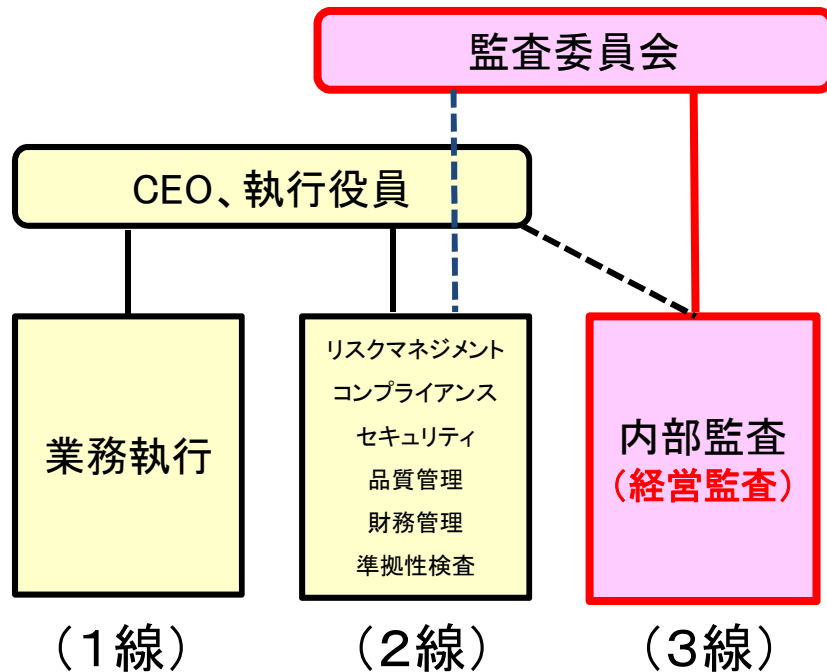 監査委員会
CEO、執行役員
業務執行
リスクマネジメント
コンプライアンス
セキュリティ
品質管理
財務管理
準拠性検査
内部監査
（経営監査）
（１線）
（２線）
（３線）